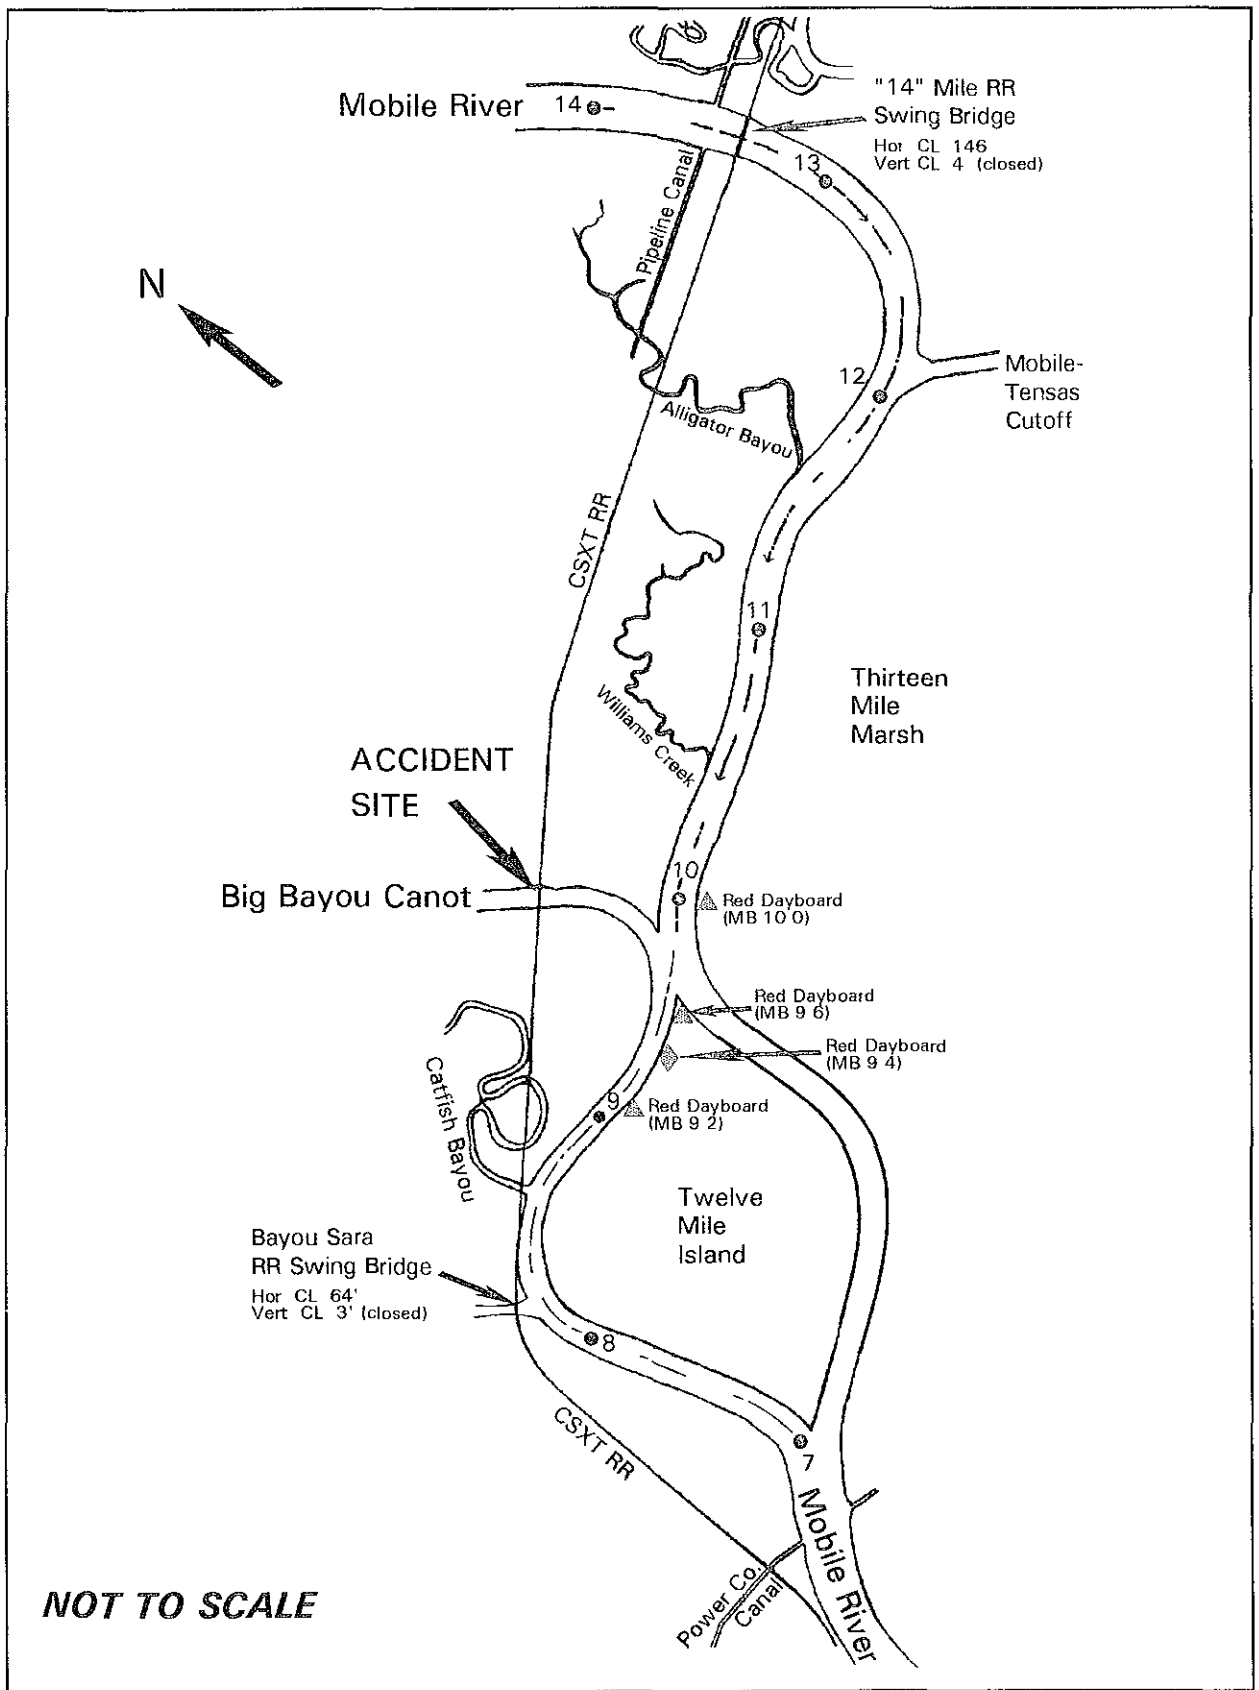 "14" Mile RR
Swing Bridge
Hor CL 146
Vert CL 4 (closed)
Mobile River
14
13
Pipeline Canal
N
12
Mobile-
Tensas
Cutoff
Alligator Bayou
CSXT RR
11
Thirteen
Mile
Marsh
Williams Creek
ACCIDENT
SITE
10
Big Bayou Canot
Red Dayboard
(MB 10 0)
Red Dayboard
(MB 9 6)
Red Dayboard
(MB 9 4)
Catfish Bayou
9
Red Dayboard
(MB 9 2)
Twelve
Mile
Island
Bayou Sara
RR Swing Bridge
Hor CL 64'
Vert CL 3' (closed)
8
CSXT RR
7
Mobile River
Power Co.
Canal
NOT TO SCALE